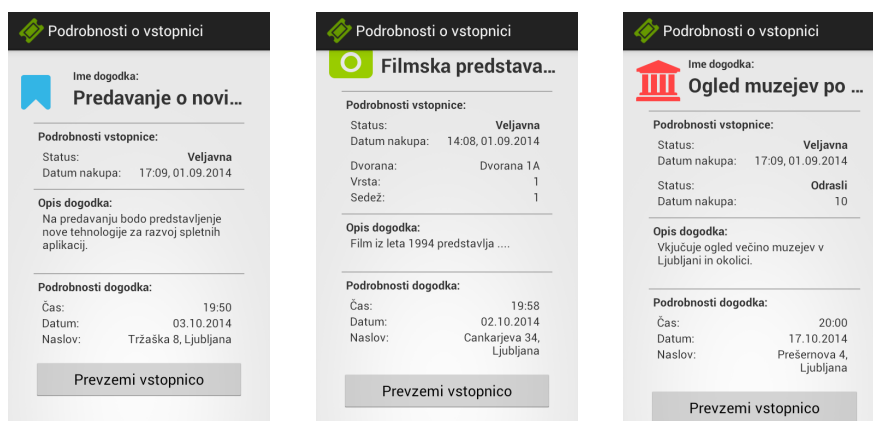 Podrobnosti o vstopnici
Ime dogodka:
Predavanje o novi...
Podrobnosti vstopnice:
Status: Veljavna
Datum nakupa: 17:09, 01.09.2014
Opis dogodka:
Na predavanju bodo predstavljenje
nove tehnologije za razvoj spletnih
aplikacij.
Podrobnosti dogodka:
Čas: 19:50
Datum: 03.10.2014
Naslov: Tržaška 8, Ljubljana
Prevzemi vstopnico
Podrobnosti o vstopnici
Filmska predstava...
Podrobnosti vstopnice:
Status: Veljavna
Datum nakupa: 14:08, 01.09.2014
Dvorana: Dvorana 1A
Vrsta: 1
Sedež: 1
Opis dogodka:
Film iz leta 1994 predstavlja ....
Podrobnosti dogodka:
Čas: 19:58
Datum: 02.10.2014
Naslov: Cankarjeva 34,
Ljubljana
Prevzemi vstopnico
Podrobnosti o vstopnici
Ime dogodka:
Ogled muzejev po ...
Podrobnosti vstopnice:
Status: Veljavna
Datum nakupa: 17:09, 01.09.2014
Status: Odrasli
Datum nakupa: 10
Opis dogodka:
Vkjučuje ogled večino muzejev v
Ljubljani in okolici.
Podrobnosti dogodka:
Čas: 20:00
Datum: 17.10.2014
Naslov: Prešernova 4,
Ljubljana
Prevzemi vstopnico